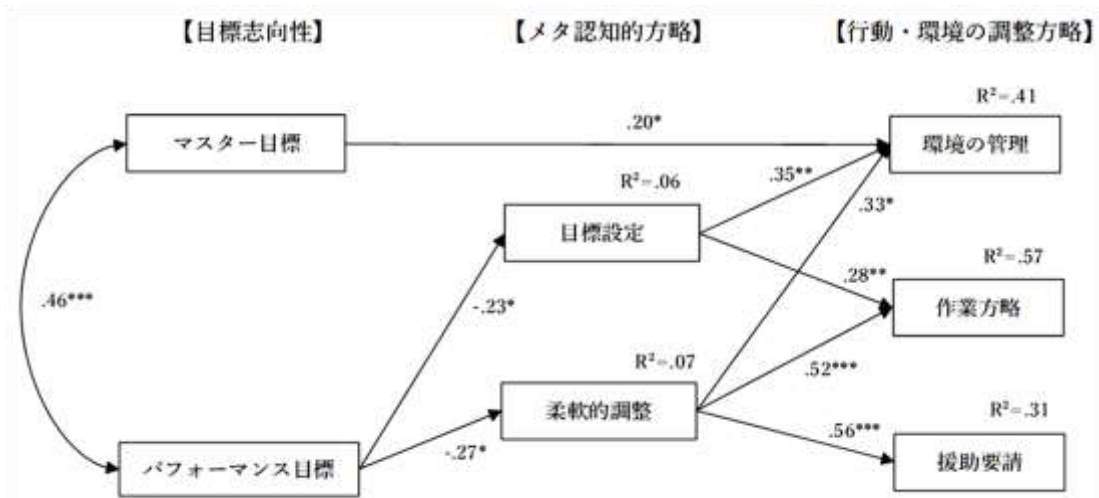 【目標志向性】
【メタ認知的方略】
【行動・環境の調整方略】
R²=.41
マスター目標
.20*
環境の管理
R²=.06
.35**
.33*
目標設定
R²=.57
.46***
-.23*
.28**
作業方略
R²=.07
.52***
柔軟的調整
R²=.31
パフォーマンス目標
-.27*
.56***
援助要請